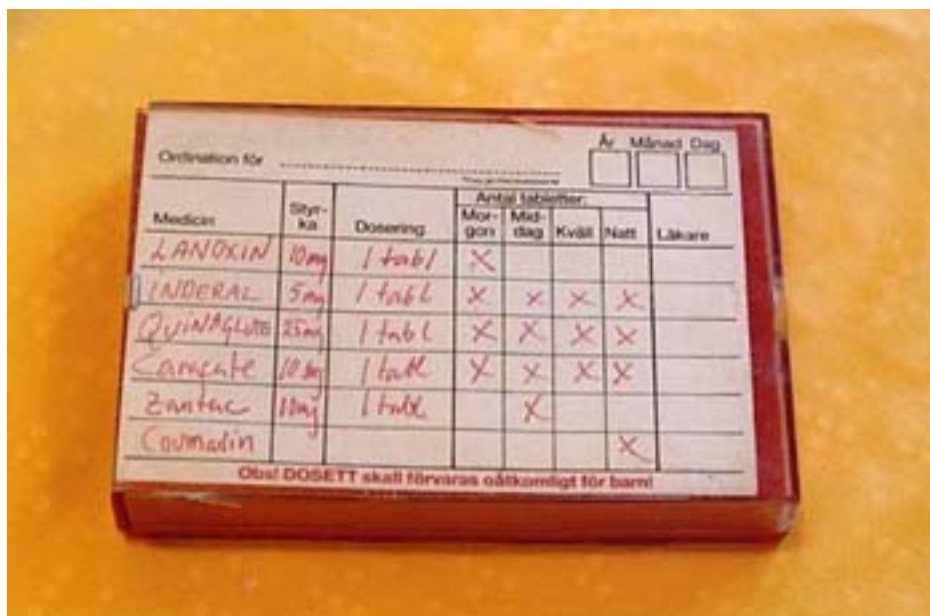 År Månad Dag
Ordination för
Antal tabletter:
Medicin Styr-ka Dosering Mor-gon Mid-dag Kväll Natt Läkare
LANOXIN 10mg 1 tabl X
INDERAL 5mg 1 tabl X X X X
QUINAGLUTE 25mg 1 tabl X X X X
10mg 1 tabl X X X X
Zantac 10mg 1 tabl X
Coumadin X
Obs! DOSETT skall förvaras oåtkomligt för barn!